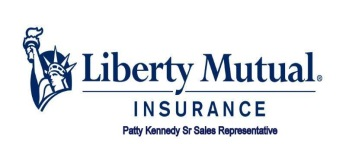 Liberty Mutual®
INSURANCE
Patty Kennedy Sr Sales Representative